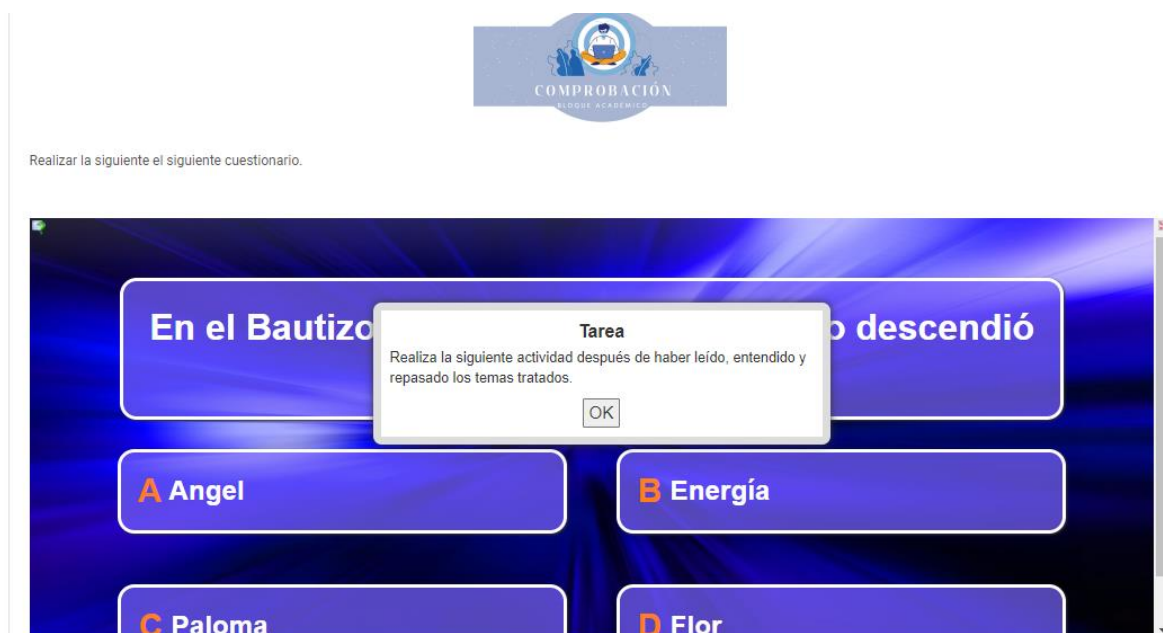 COMPROBACIÓN
BLOQUE ACADÉMICO
Realizar la siguiente el siguiente cuestionario.
En el Bautizo o descendió
Tarea
Realiza la siguiente actividad después de haber leído, entendido y
repasado los temas tratados.
OK
A Angel
B Energía
C Paloma
D Flor